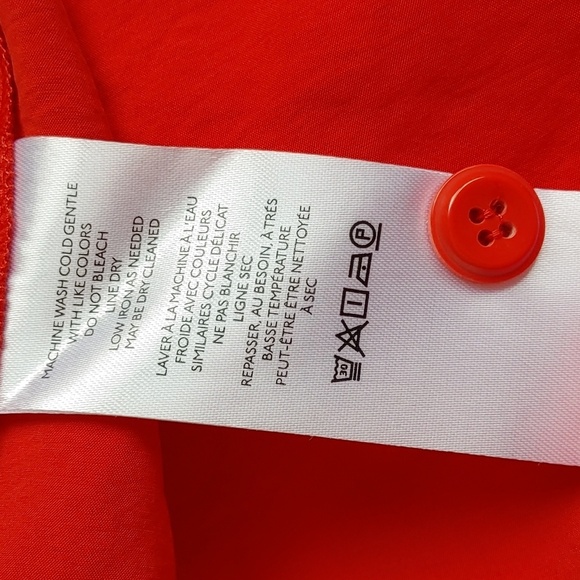 MACHINE WASH COLD GENTLE
WITH LIKE COLORS
DO NOT BLEACH
LINE DRY
LOW IRON AS NEEDED
MAY BE DRY CLEANED
LAVER À LA MACHINE À L'EAU
FROIDE AVEC COULEURS
SIMILAIRES CYCLE DÉLICAT
NE PAS BLANCHIR
LIGNE SEC
REPASSER, AU BESOIN, À TRÉS
BASSE TEMPÉRATURE
PEUT-ÊTRE ÊTRE NETTOYÉE
À SEC
30 P